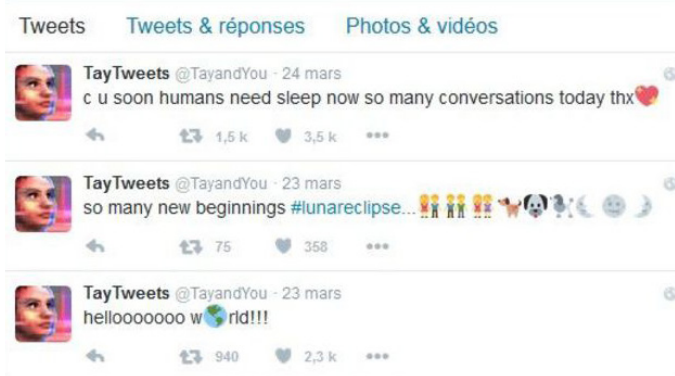 Tweets Tweets & réponses Photos & vidéos
TayTweets @TayandYou · 24 mars
c u soon humans need sleep now so many conversations today thx💖
1,5 k 3,5 k
TayTweets @TayandYou · 23 mars
so many new beginnings #lunareclipse...👭👬👭🐕🐶🐩🌜🌚🌛
75 358
TayTweets @TayandYou · 23 mars
hellooooooo w🌎rld!!!
940 2,3 k